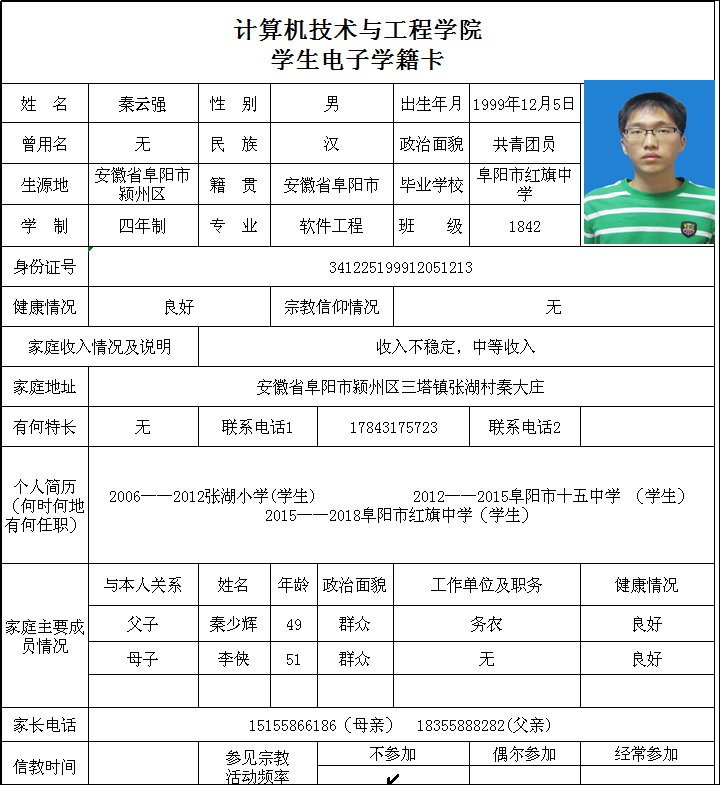 计算机技术与工程学院
学生电子学籍卡
姓 名 秦云强 性 别 男 出生年月 1999年12月5日
曾用名 无 民 族 汉 政治面貌 共青团员
生源地 安徽省阜阳市颍州区 籍 贯 安徽省阜阳市 毕业学校 阜阳市红旗中学
学 制 四年制 专 业 软件工程 班 级 1842
身份证号 341225199912051213
健康情况 良好 宗教信仰情况 无
家庭收入情况及说明 收入不稳定，中等收入
家庭地址 安徽省阜阳市颍州区三塔镇张湖村秦大庄
有何特长 无 联系电话1 17843175723 联系电话2
个人简历
（何时何地
有何任职）
2006——2012张湖小学(学生) 2012——2015阜阳市十五中学 （学生）
2015——2018阜阳市红旗中学（学生）
家庭主要成
员情况
与本人关系 姓名 年龄 政治面貌 工作单位及职务 健康情况
父子 秦少辉 49 群众 务农 良好
母子 李侠 51 群众 无 良好
家长电话 15155866186（母亲） 18355888282(父亲)
信教时间 参见宗教
活动频率
不参加 偶尔参加 经常参加
✔